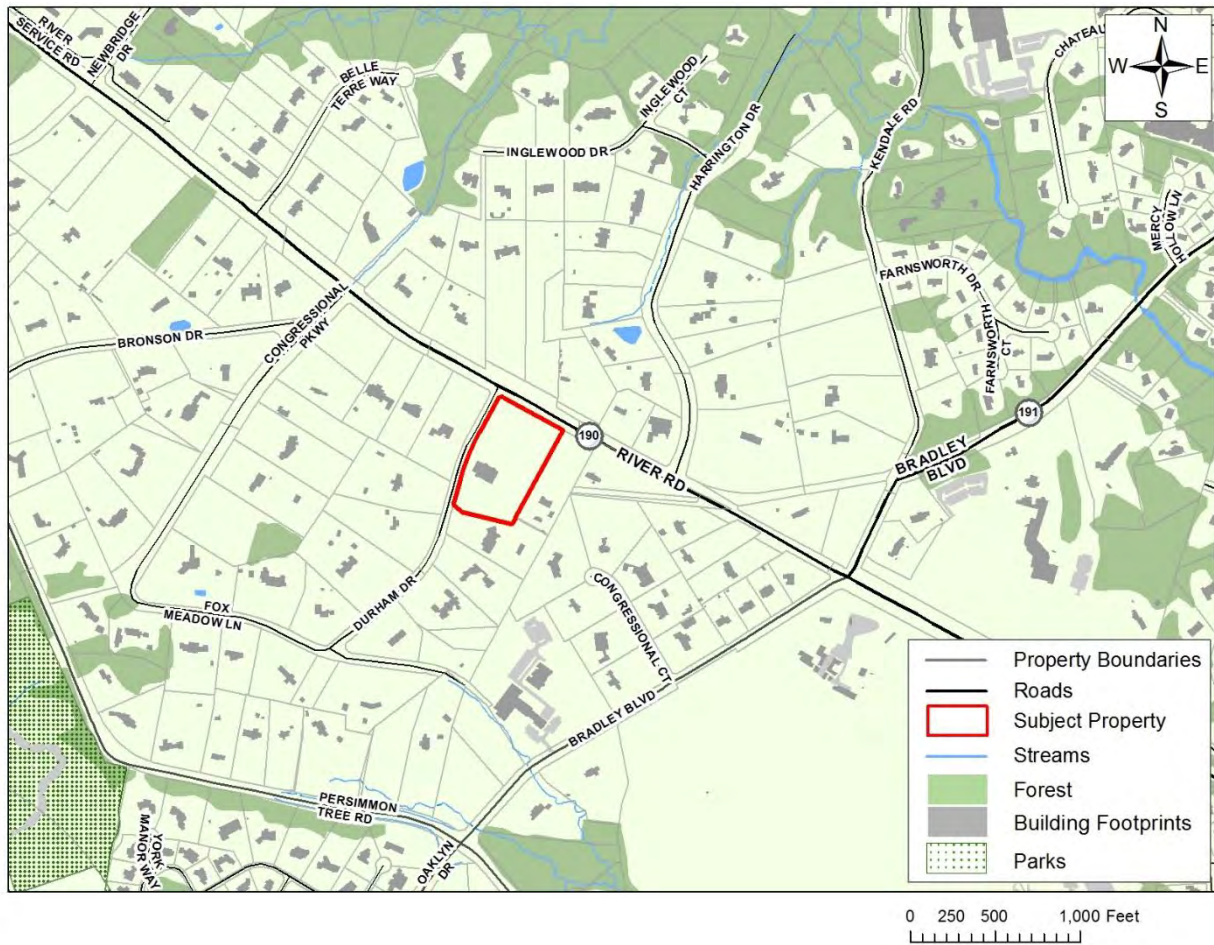 RIVER
SERVICE RD
NEWBRIDGE
DR
BELLE
TERRE WAY
INGLEWOOD
CT
INGLEWOOD DR
HARRINGTON DR
KENDALE RD
CHATEAU
N
W E
S
MERCY
HOLLOW LN
FARNSWORTH DR
FARNSWORTH
CT
BRONSON DR
CONGRESSIONAL
PKWY
190
RIVER RD
191
BRADLEY
BLVD
DURHAM DR
FOX
MEADOW LN
CONGRESSIONAL CT
BRADLEY BLVD
PERSIMMON
TREE RD
YORK
MANOR WAY
OAKLYN
DR
Property Boundaries
Roads
Subject Property
Streams
Forest
Building Footprints
Parks
0 250 500 1,000 Feet